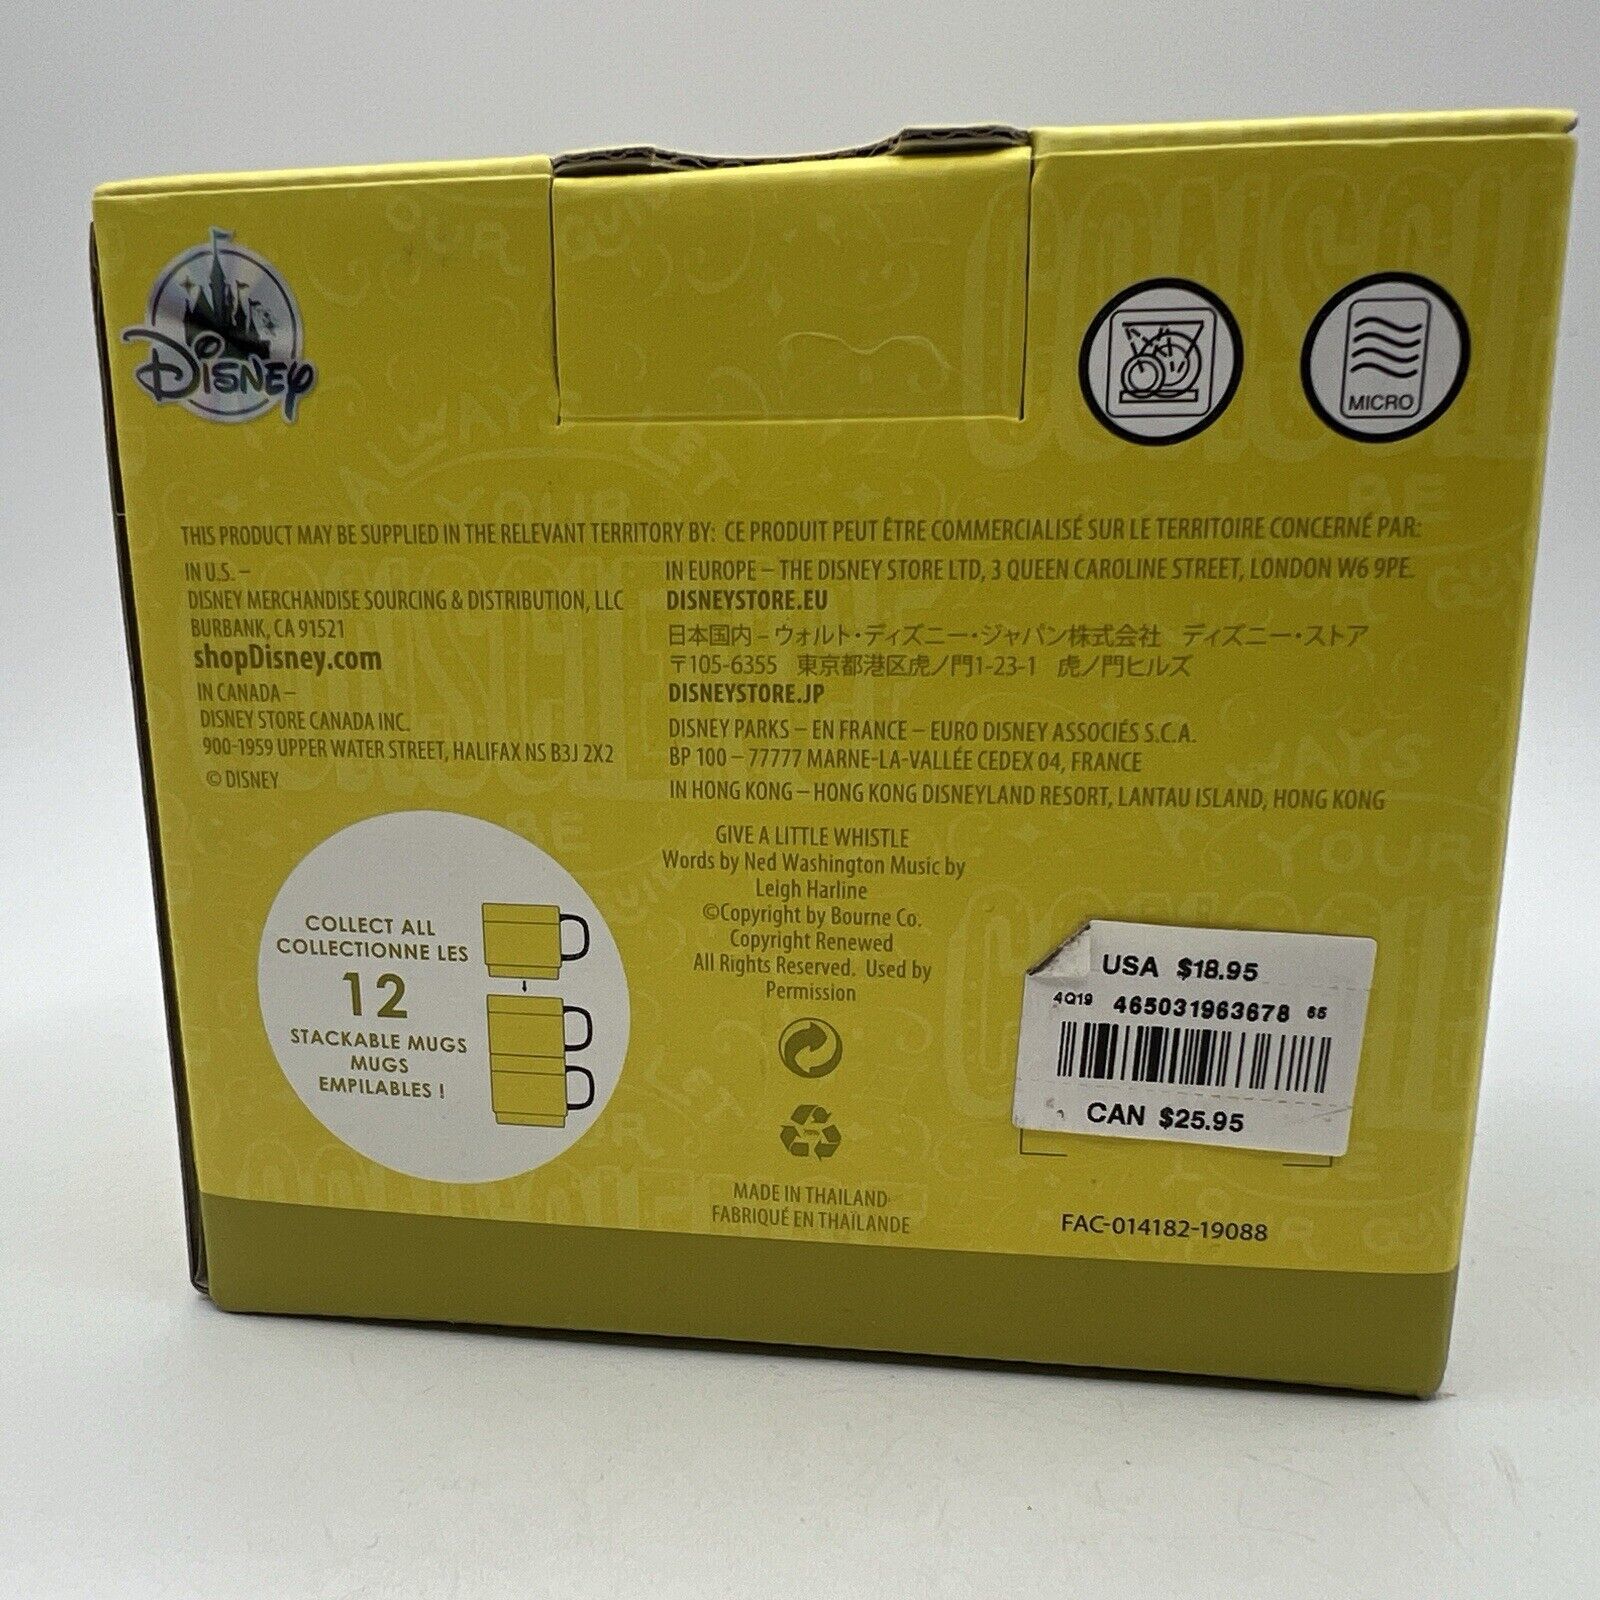 Disney
MICRO
THIS PRODUCT MAY BE SUPPLIED IN THE RELEVANT TERRITORY BY: CE PRODUIT PEUT ÊTRE COMMERCIALISÉ SUR LE TERRITOIRE CONCERNÉ PAR:
IN U.S. –
DISNEY MERCHANDISE SOURCING & DISTRIBUTION, LLC
BURBANK, CA 91521
shopDisney.com
IN CANADA –
DISNEY STORE CANADA INC.
900-1959 UPPER WATER STREET, HALIFAX NS B3J 2X2
© DISNEY
IN EUROPE – THE DISNEY STORE LTD, 3 QUEEN CAROLINE STREET, LONDON W6 9PE.
DISNEYSTORE.EU
日本国内 – ウォルト・ディズニー・ジャパン株式会社 ディズニー・ストア
〒105-6355 東京都港区虎ノ門1-23-1 虎ノ門ヒルズ
DISNEYSTORE.JP
DISNEY PARKS – EN FRANCE – EURO DISNEY ASSOCIÉS S.C.A.
BP 100 – 77777 MARNE-LA-VALLÉE CEDEX 04, FRANCE
IN HONG KONG – HONG KONG DISNEYLAND RESORT, LANTAU ISLAND, HONG KONG
GIVE A LITTLE WHISTLE
Words by Ned Washington Music by
Leigh Harline
©Copyright by Bourne Co.
Copyright Renewed
All Rights Reserved. Used by
Permission
COLLECT ALL
COLLECTIONNE LES
12
STACKABLE MUGS
MUGS
EMPILABLES !
MADE IN THAILAND
FABRIQUÉ EN THAÏLANDE
USA $18.95
4Q19 465031963678 65
CAN $25.95
FAC-014182-19088
ALWAYS LET
YOUR
CONSCIENCE
BE
YOUR GUIDE